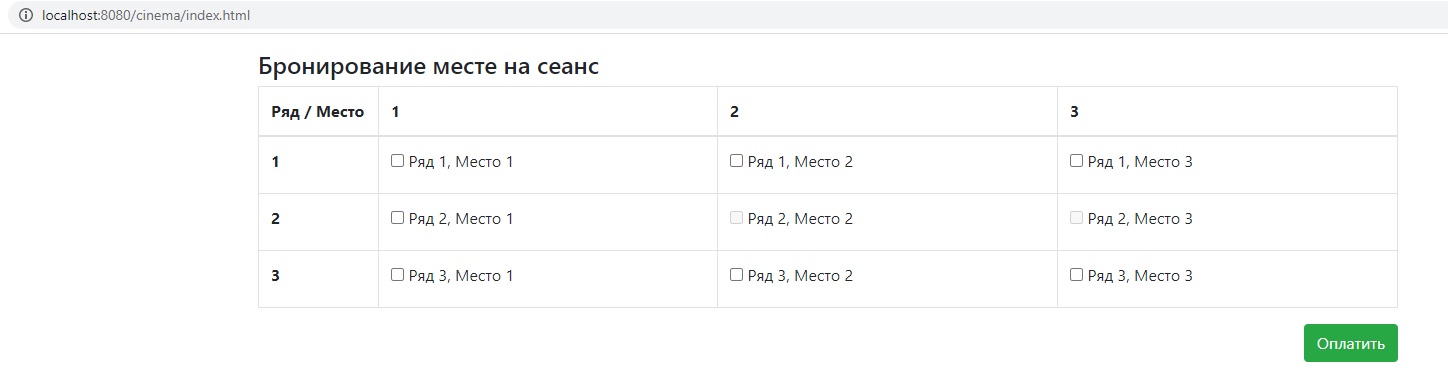 localhost:8080/cinema/index.html
Бронирование месте на сеанс
Ряд / Место 1 2 3
1 Ряд 1, Место 1 Ряд 1, Место 2 Ряд 1, Место 3
2 Ряд 2, Место 1 Ряд 2, Место 2 Ряд 2, Место 3
3 Ряд 3, Место 1 Ряд 3, Место 2 Ряд 3, Место 3
Оплатить